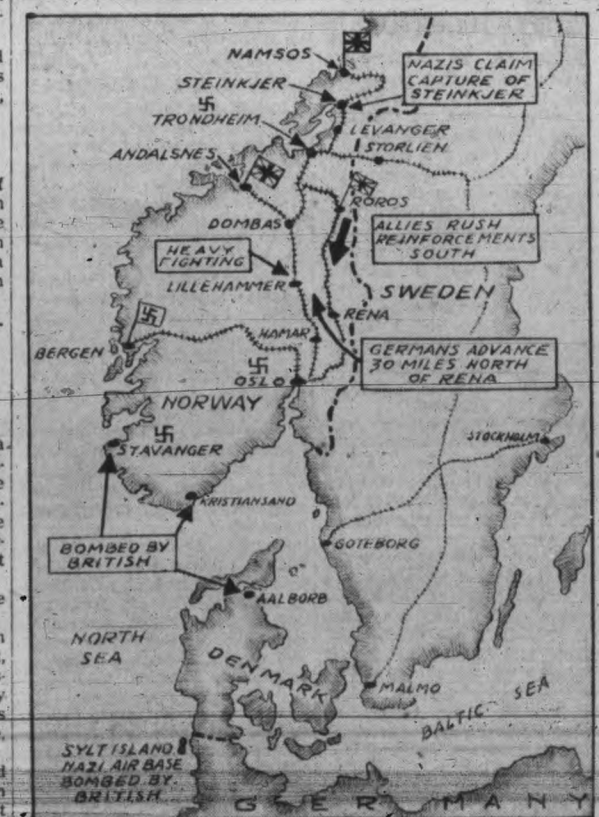 NAMSOS
NAZIS CLAIM
CAPTURE OF
STEINKJER
STEINKJER
TRONDHEIM
LEVANGER
STORLIEN
ANDALSNES
ROROS
DOMBAS
ALLIES RUSH
REINFORCEMENTS
SOUTH
HEAVY
FIGHTING
LILLEHAMMER
SWEDEN
RENA
HAMAR
BERGEN
GERMANS ADVANCE
30 MILES NORTH
OF RENA
OSLO
NORWAY
STOCKHOLM
STAVANGER
KRISTIANSAND
BOMBED BY
BRITISH
GOTEBORG
AALBORB
NORTH
SEA
DENMARK
MALMO
BALTIC SEA
SYLT ISLAND
NAZI AIR BASE
BOMBED BY
BRITISH
GERMANY